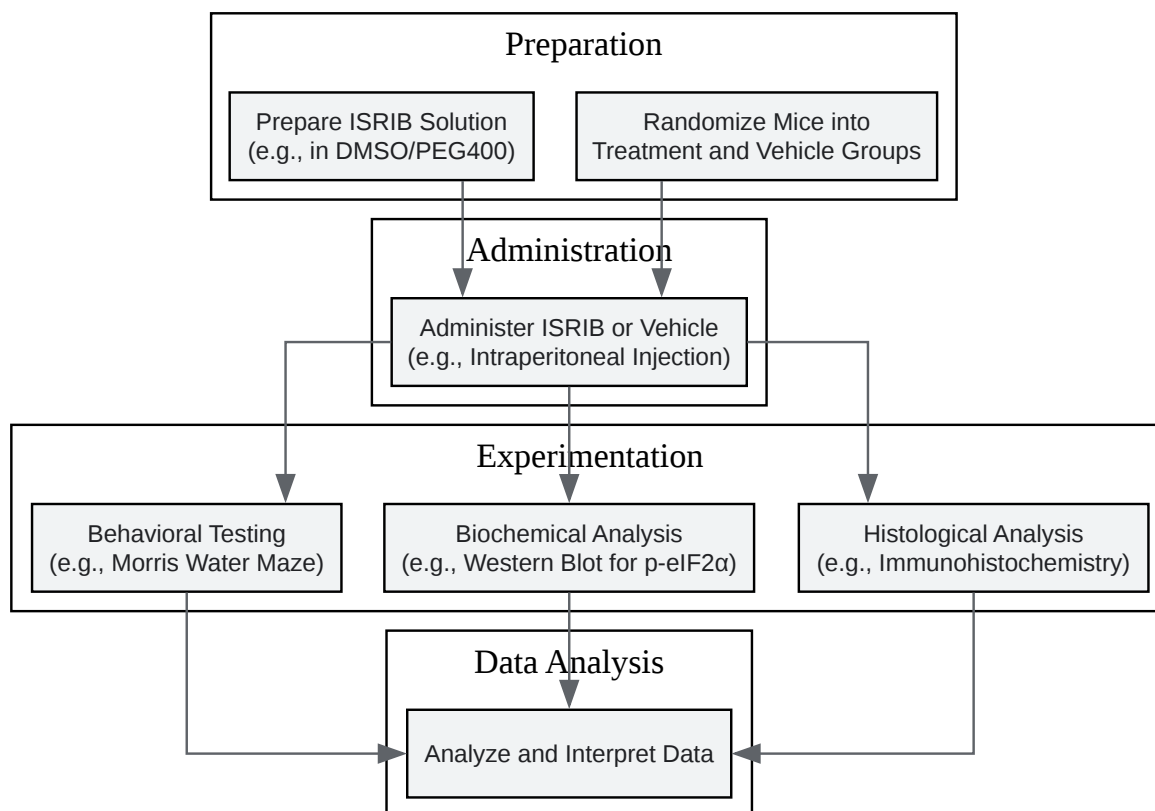 Preparation
Prepare ISRIB Solution
(e.g., in DMSO/PEG400)
Randomize Mice into
Treatment and Vehicle Groups
Administration
Administer ISRIB or Vehicle
(e.g., Intraperitoneal Injection)
Experimentation
Behavioral Testing
(e.g., Morris Water Maze)
Biochemical Analysis
(e.g., Western Blot for p-eIF2α)
Histological Analysis
(e.g., Immunohistochemistry)
Data Analysis
Analyze and Interpret Data